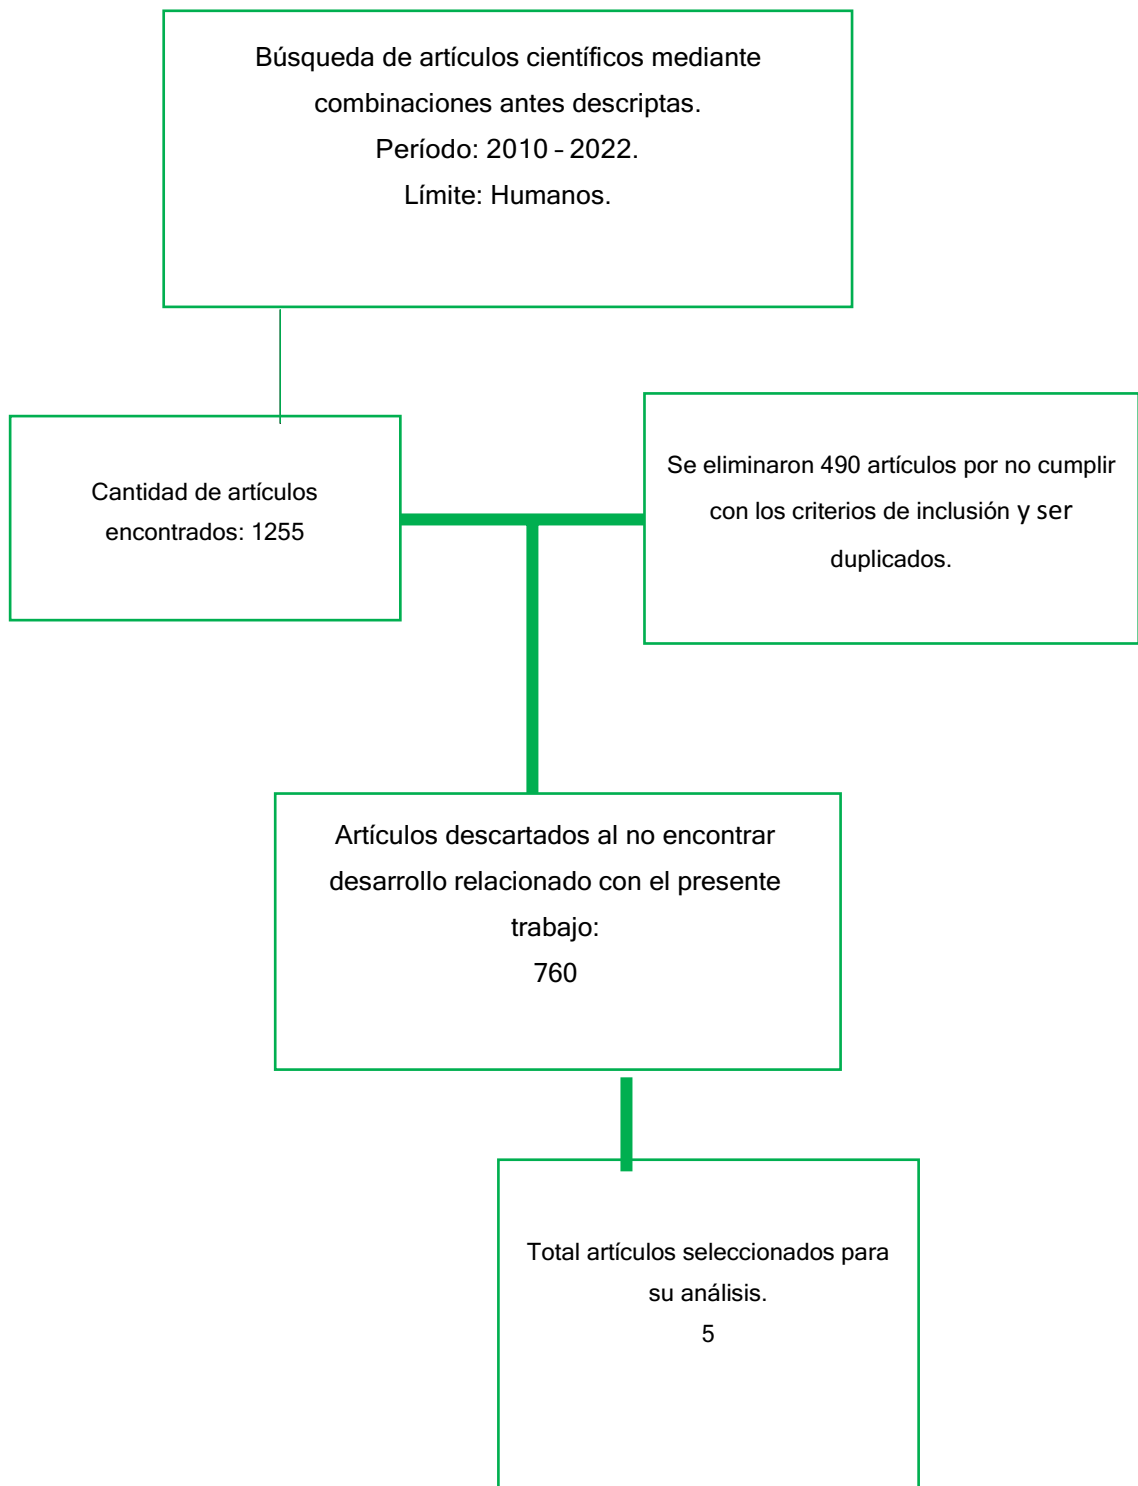 Búsqueda de artículos científicos mediante
combinaciones antes descriptas.
Período: 2010 – 2022.
Límite: Humanos.
Cantidad de artículos
encontrados: 1255
Se eliminaron 490 artículos por no cumplir
con los criterios de inclusión y ser
duplicados.
Artículos descartados al no encontrar
desarrollo relacionado con el presente
trabajo:
760
Total artículos seleccionados para
su análisis.
5